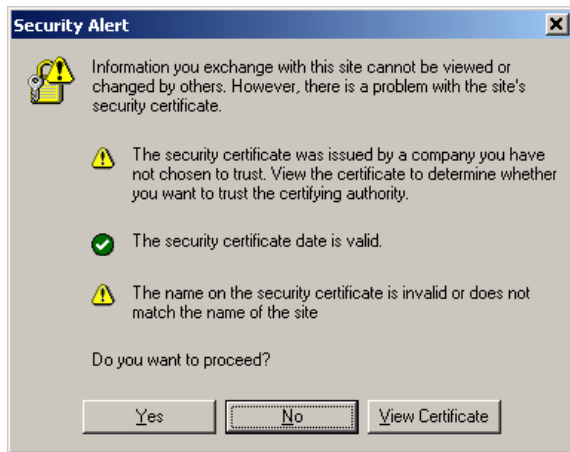 Security Alert
Information you exchange with this site cannot be viewed or
changed by others. However, there is a problem with the site's
security certificate.
The security certificate was issued by a company you have
not chosen to trust. View the certificate to determine whether
you want to trust the certifying authority.
The security certificate date is valid.
The name on the security certificate is invalid or does not
match the name of the site
Do you want to proceed?
Yes No View Certificate